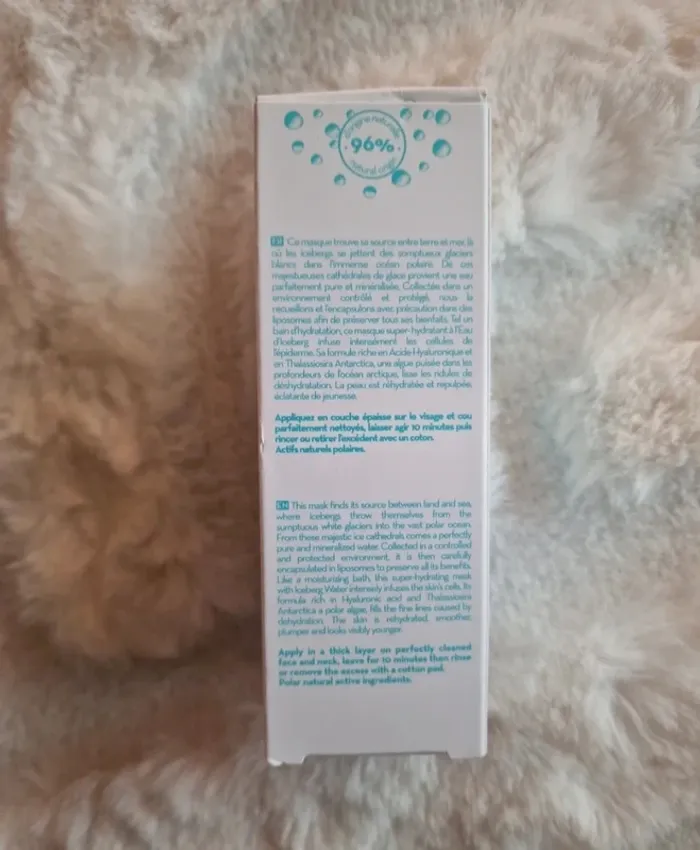 d'origine naturelle
96%
natural origin
FR Ce masque trouve sa source entre terre et mer, là
où les icebergs se jettent des somptueux glaciers
blancs dans l'immense océan polaire. De ces
majestueuses cathédrales de glace provient une eau
parfaitement pure et minéralisée. Collectée dans un
environnement contrôlé et protégé, nous la
recueillons et l'encapsulons avec précaution dans des
liposomes afin de préserver tous ses bienfaits. Tel un
bain d'hydratation, ce masque super-hydratant à l'Eau
d'Iceberg infuse intensément les cellules de
l'épiderme. Sa formule riche en Acide Hyaluronique et
en Thalassiosira Antarctica, une algue puisée dans les
profondeurs de l'océan arctique, lisse les ridules de
déshydratation. La peau est réhydratée et repulpée,
éclatante de jeunesse.
Appliquez en couche épaisse sur le visage et cou
parfaitement nettoyés, laisser agir 10 minutes puis
rincer ou retirer l'excédent avec un coton.
Actifs naturels polaires.
EN This mask finds its source between land and sea,
where icebergs throw themselves from the
sumptuous white glaciers into the vast polar ocean.
From these majestic ice cathedrals comes a perfectly
pure and mineralized water. Collected in a controlled
and protected environment, it is then carefully
encapsulated in liposomes to preserve all its benefits.
Like a moisturising bath, this super-hydrating mask
with Iceberg Water intensely infuses the skin's cells. Its
formula rich in Hyaluronic acid and Thalassiosira
Antarctica a polar algae, fills the fine lines caused by
dehydration. The skin is rehydrated, smoother,
plumper and looks visibly younger.
Apply in a thick layer on perfectly cleaned
face and neck, leave for 10 minutes then rinse
or remove the excess with a cotton pad.
Polar natural active ingredients.